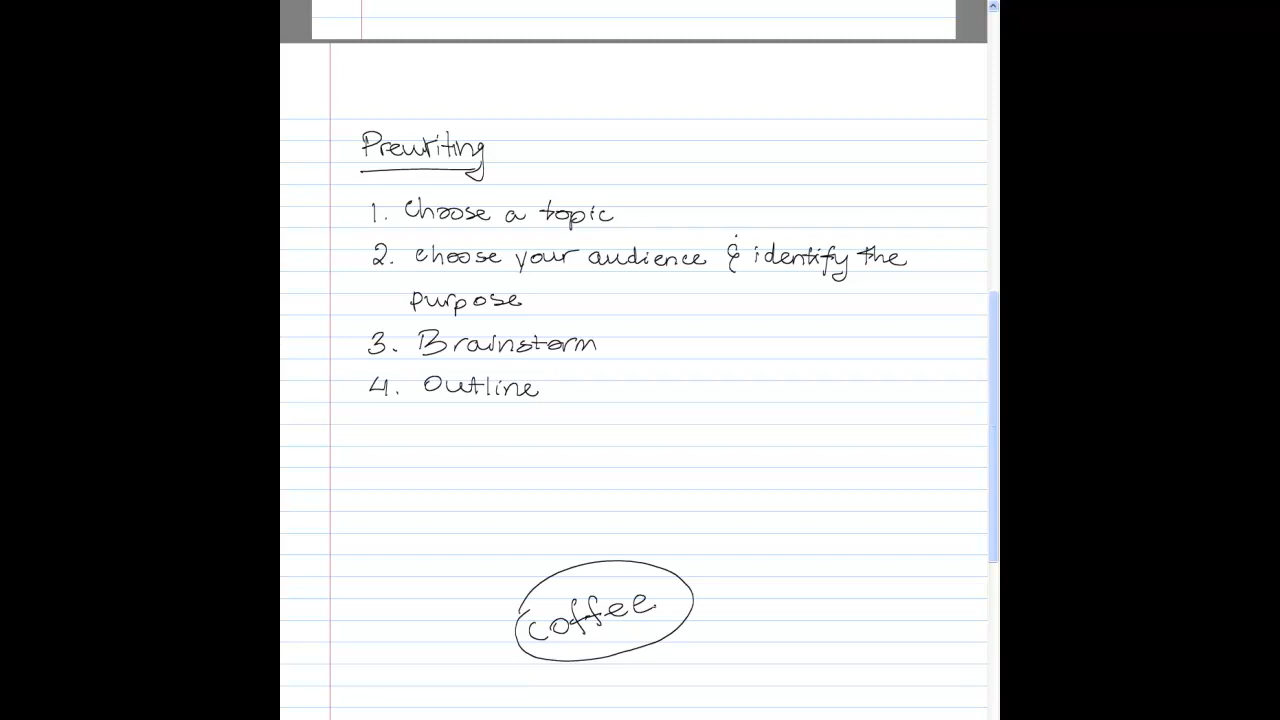 Prewriting
1. Choose a topic
2. choose your audience & identify the
purpose
3. Brainstorm
4. Outline
coffee